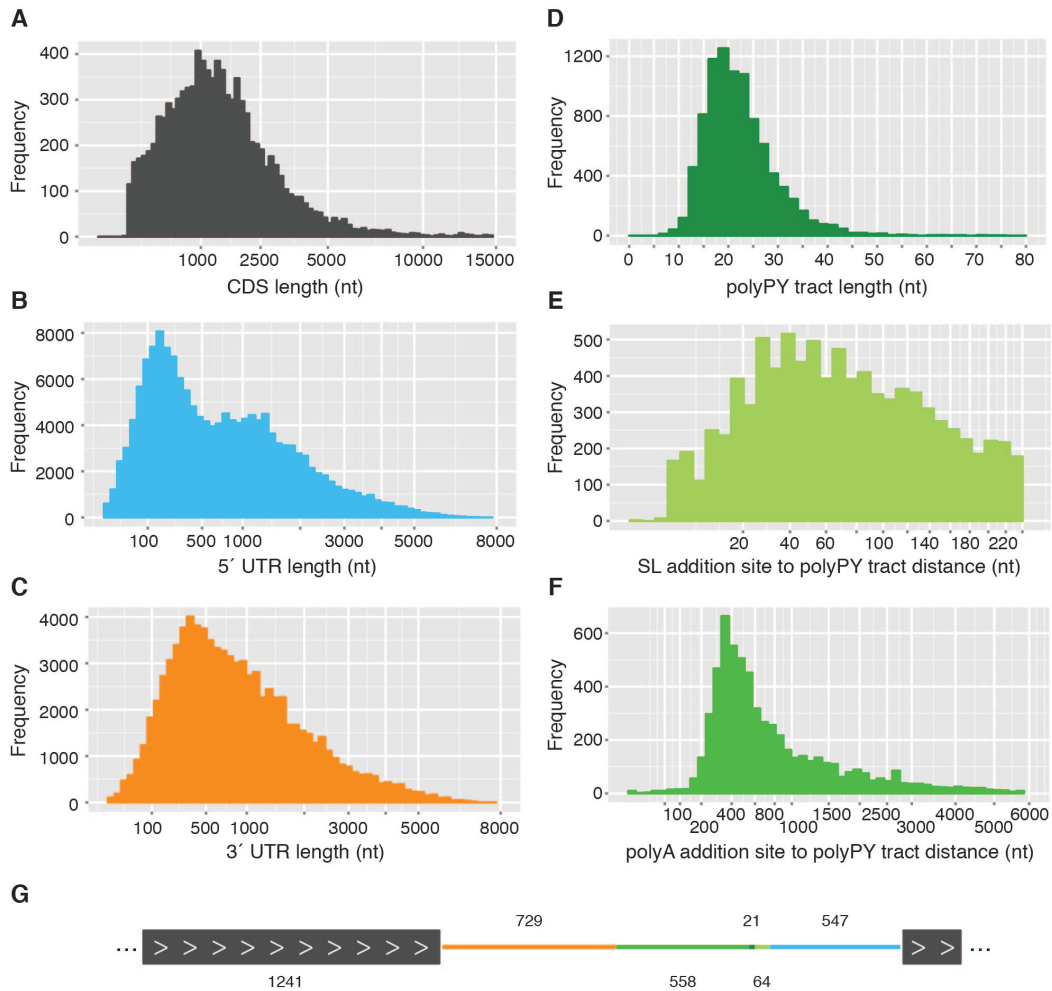 A
Frequency
400
300
200
100
0
1000 2500 5000 10000 15000
CDS length (nt)
B
Frequency
8000
6000
4000
2000
0
100 500 1000 3000 5000 8000
5´ UTR length (nt)
C
Frequency
4000
3000
2000
1000
0
100 500 1000 3000 5000 8000
3´ UTR length (nt)
D
Frequency
1200
800
400
0
0 10 20 30 40 50 60 70 80
polyPY tract length (nt)
E
Frequency
500
400
300
200
100
0
20 40 60 80 100 120 140 160 180 220
SL addition site to polyPY tract distance (nt)
F
Frequency
600
400
200
0
100 400 800 1500 2500 4000 6000
200 1000 3000 5000
polyA addition site to polyPY tract distance (nt)
G
729 21 547
... > > > > > > > > > > > > ...
1241 558 64